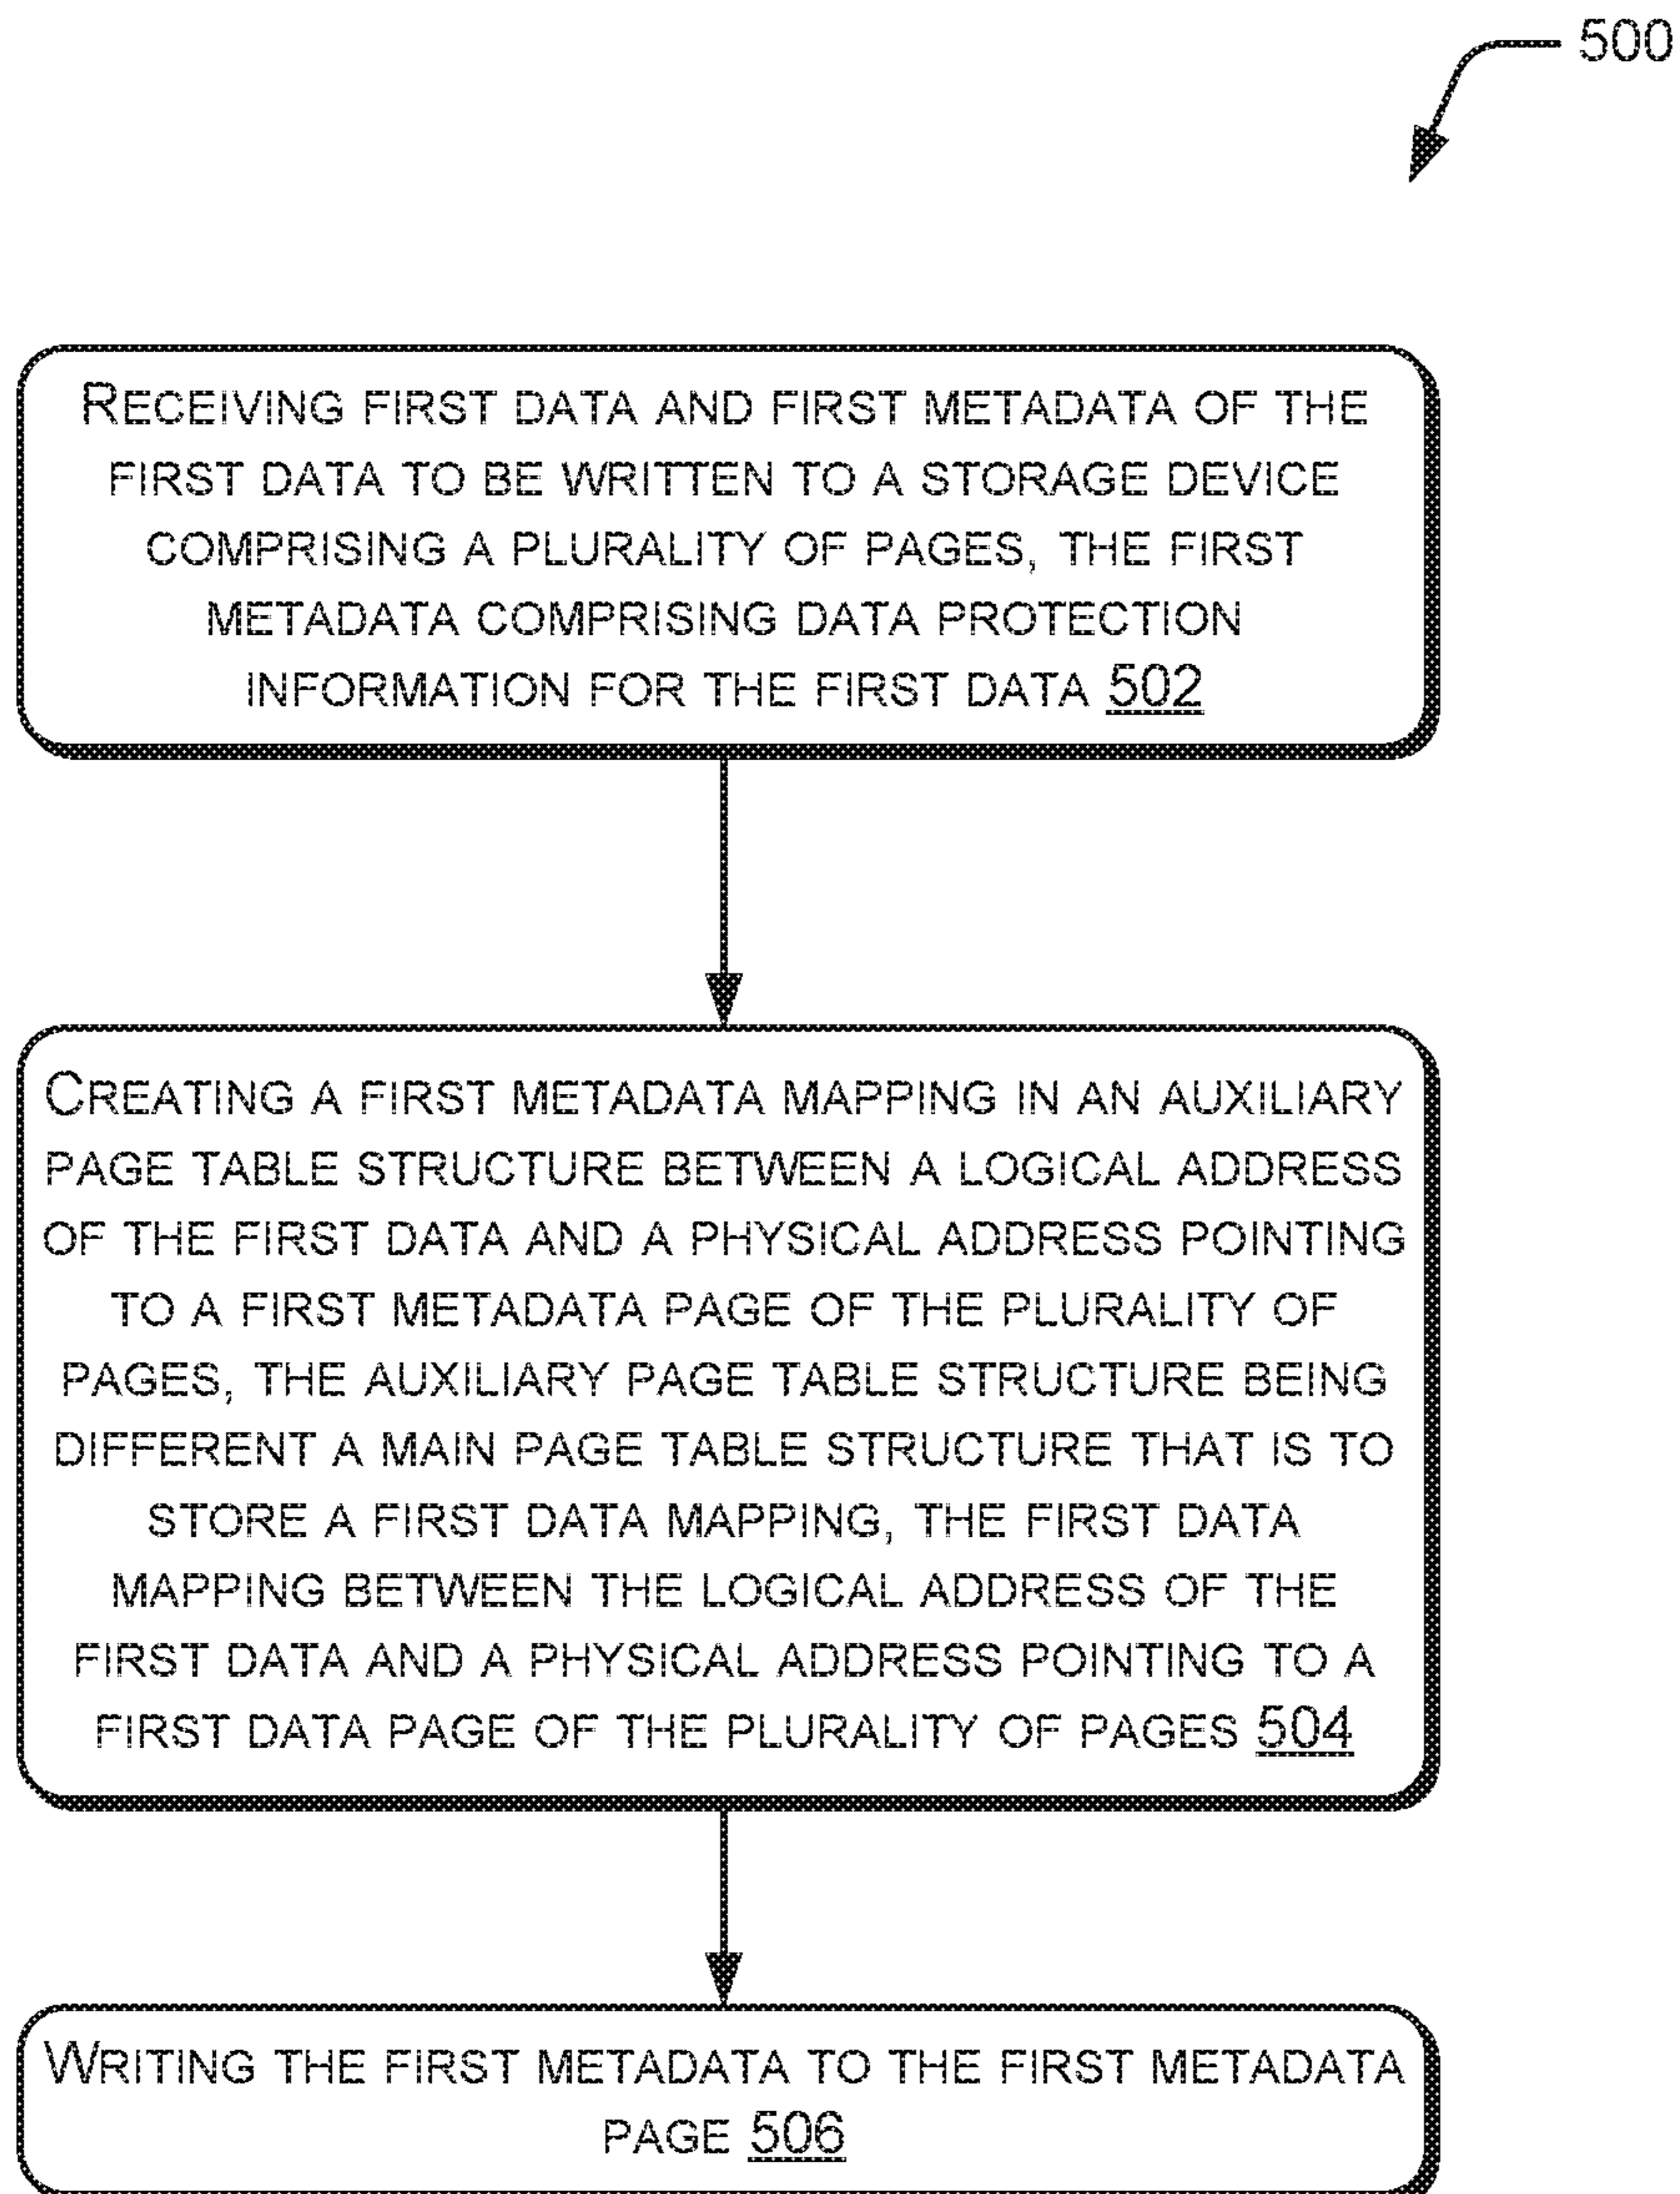 500
RECEIVING FIRST DATA AND FIRST METADATA OF THE
FIRST DATA TO BE WRITTEN TO A STORAGE DEVICE
COMPRISING A PLURALITY OF PAGES, THE FIRST
METADATA COMPRISING DATA PROTECTION
INFORMATION FOR THE FIRST DATA 502
CREATING A FIRST METADATA MAPPING IN AN AUXILIARY
PAGE TABLE STRUCTURE BETWEEN A LOGICAL ADDRESS
OF THE FIRST DATA AND A PHYSICAL ADDRESS POINTING
TO A FIRST METADATA PAGE OF THE PLURALITY OF
PAGES, THE AUXILIARY PAGE TABLE STRUCTURE BEING
DIFFERENT A MAIN PAGE TABLE STRUCTURE THAT IS TO
STORE A FIRST DATA MAPPING, THE FIRST DATA
MAPPING BETWEEN THE LOGICAL ADDRESS OF THE
FIRST DATA AND A PHYSICAL ADDRESS POINTING TO A
FIRST DATA PAGE OF THE PLURALITY OF PAGES 504
WRITING THE FIRST METADATA TO THE FIRST METADATA
PAGE 506